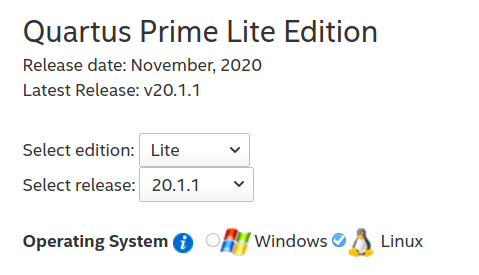 Quartus Prime Lite Edition
Release date: November, 2020
Latest Release: v20.1.1
Select edition: Lite
Select release: 20.1.1
Operating System i Windows Linux